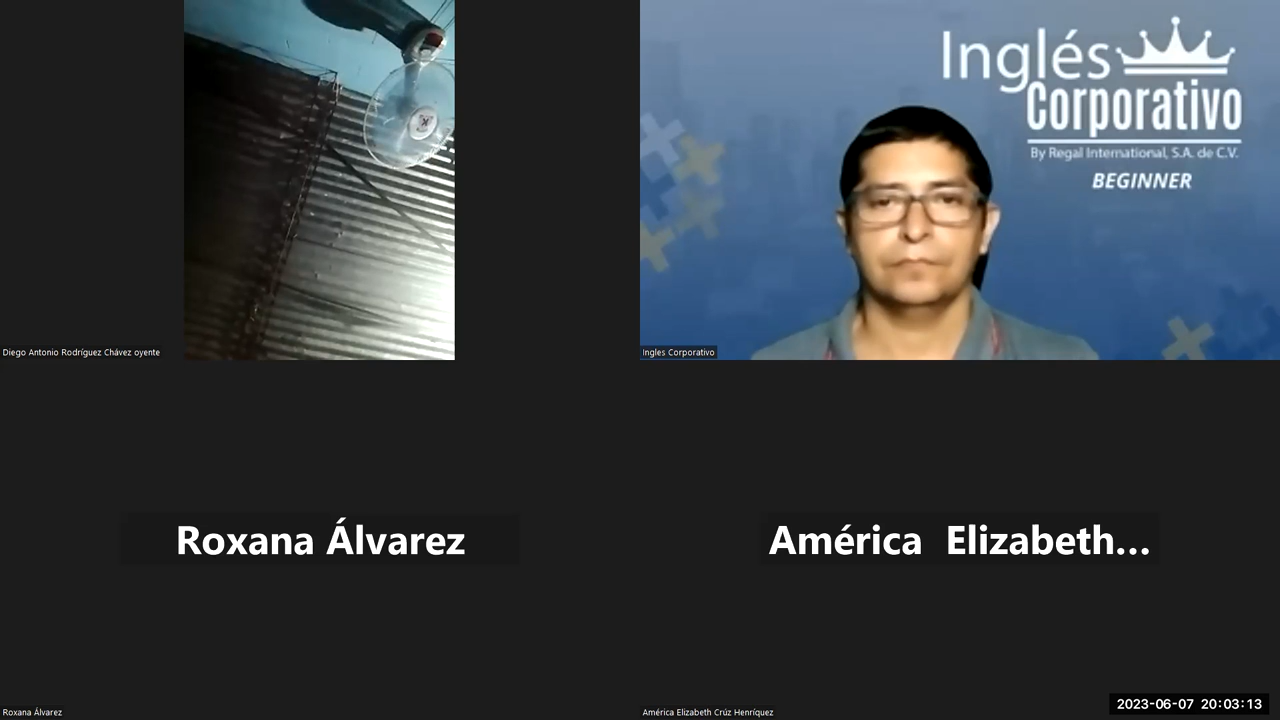 Inglés
Corporativo
By Regal International, S.A. de C.V.
BEGINNER
Diego Antonio Rodríguez Chávez oyente
Ingles Corporativo
Roxana Álvarez
América Elizabeth...
Roxana Álvarez
América Elizabeth Crúz Henríquez
2023-06-07 20:03:13